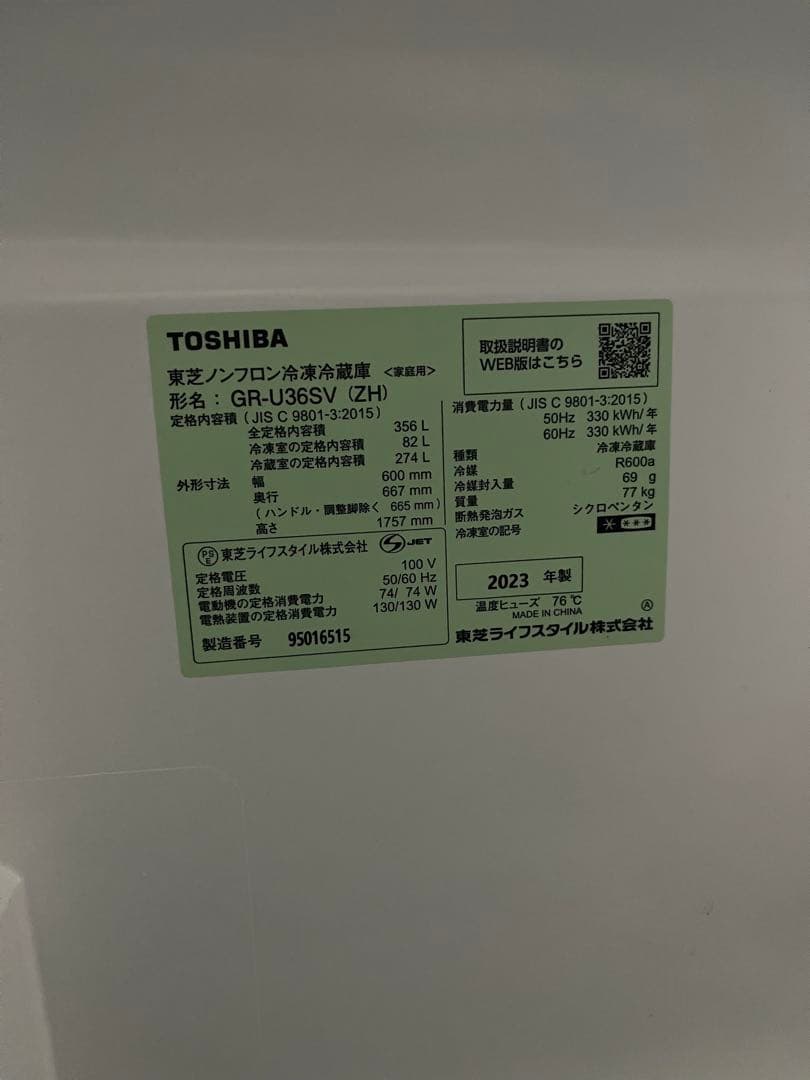 TOSHIBA
東芝ノンフロン冷凍冷蔵庫 <家庭用>
形名：GR-U36SV (ZH)
定格内容積 (JIS C 9801-3:2015)
全定格内容積 356 L
冷凍室の定格内容積 82 L
冷蔵室の定格内容積 274 L
外形寸法 幅 600 mm
奥行 667 mm
(ハンドル・調整脚除く 665 mm)
高さ 1757 mm
PSE 東芝ライフスタイル株式会社 JET
定格電圧 100 V
定格周波数 50/60 Hz
電動機の定格消費電力 74/ 74 W
電熱装置の定格消費電力 130/130 W
製造番号 95016515
取扱説明書の
WEB版はこちら
消費電力量 (JIS C 9801-3:2015)
50Hz 330 kWh/年
60Hz 330 kWh/年
種類 冷凍冷蔵庫
冷媒 R600a
冷媒封入量 69 g
質量 77 kg
断熱発泡ガス シクロペンタン
冷凍室の記号 * ***
2023 年製
温度ヒューズ 76 ℃
MADE IN CHINA Ⓐ
東芝ライフスタイル株式会社